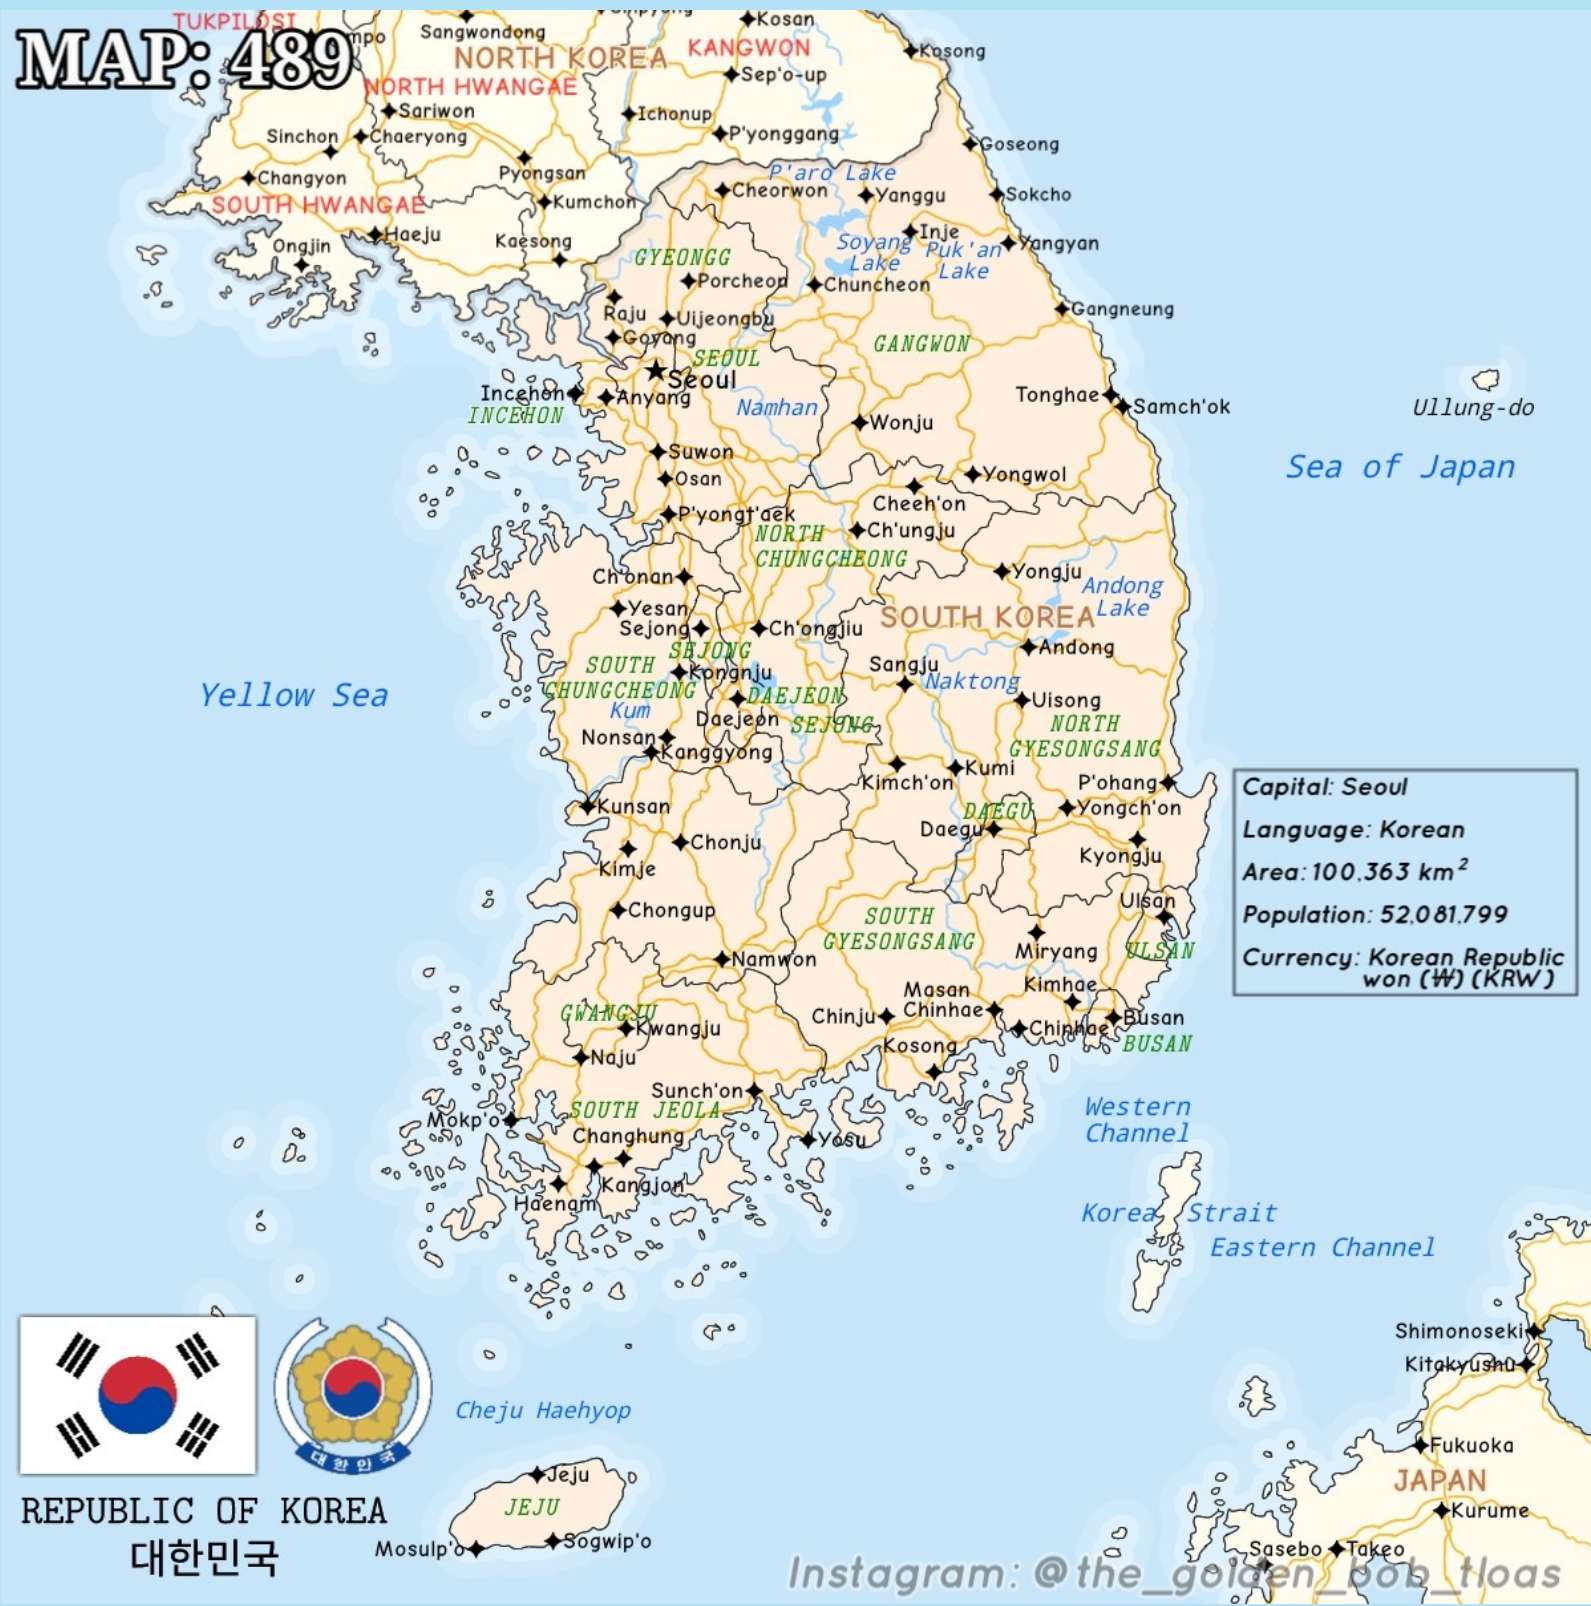 TUKPILOSI
MAP: 489
Sangwondong
Kosan
NORTH KOREA
KANGWON
Kosong
Sep'o-up
NORTH HWANGAE
Sariwon
Ichonup
Sinchon
Chaeryong
P'yonggang
Goseong
Changyon
Pyongsan
P'aro Lake
Cheorwon
Yanggu
Sokcho
SOUTH HWANGAE
Kumchon
Haeju
Ongjin
Kaesong
Inje
Yangyan
Soyang
Lake
Puk'an
Lake
GYEONGG
Porcheon
Chuncheon
Raju
Uijeongbu
Gangneung
Goyang
GANGWON
SEOUL
Seoul
Incehon
INCEHON
Anyang
Namhan
Tonghae
Samch'ok
Ullung-do
Wonju
Suwon
Sea of Japan
Osan
Yongwol
Cheeh'on
P'yongt'aek
NORTH
CHUNGCHEONG
Ch'ungju
Ch'onan
Yongju
Andong
Lake
Yesan
SOUTH KOREA
Sejong
Ch'ongjiu
SEJONG
Andong
SOUTH
CHUNGCHEONG
Kongnju
Sangju
Naktong
Yellow Sea
DAEJEON
Uisong
Kum
Daejeon
SEJONG
NORTH
GYESONGSANG
Nonsan
Kanggyong
Kimch'on
Kumi
P'ohang
Kunsan
DAEGU
Yongch'on
Daegu
Chonju
Kyongju
Kimje
Capital: Seoul
Language: Korean
Area: 100,363 km²
Population: 52,081,799
Currency: Korean Republic
won (₩) (KRW)
Chongup
SOUTH
GYESONGSANG
Ulsan
ULSAN
Miryang
Namwon
Kimhae
Masan
Chinhae
GWANGJU
Kwangju
Chinju
Chinhae
Busan
BUSAN
Kosong
Naju
Sunch'on
SOUTH JEOLA
Mokp'o
Changhung
Yosu
Western
Channel
Kangjon
Haenam
Korea Strait
Eastern Channel
Shimonoseki
Kitakyushu
대한민국
Cheju Haehyop
Fukuoka
Jeju
JAPAN
JEJU
Kurume
REPUBLIC OF KOREA
대한민국
Mosulp'o
Sogwip'o
Sasebo
Takeo
Instagram: @the_golden_bob_tloas